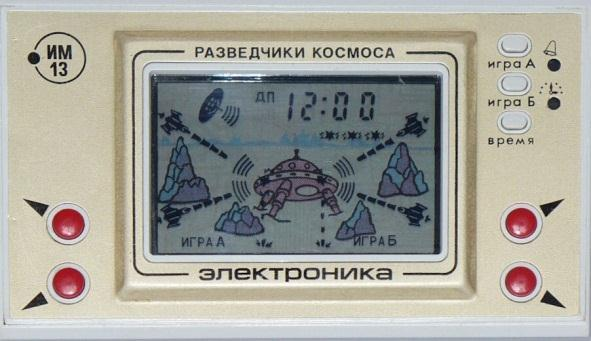 ИМ
13
РАЗВЕДЧИКИ КОСМОСА
ДП 12:00
игра А
игра Б
время
ИГРА А
ИГРА Б
электроника